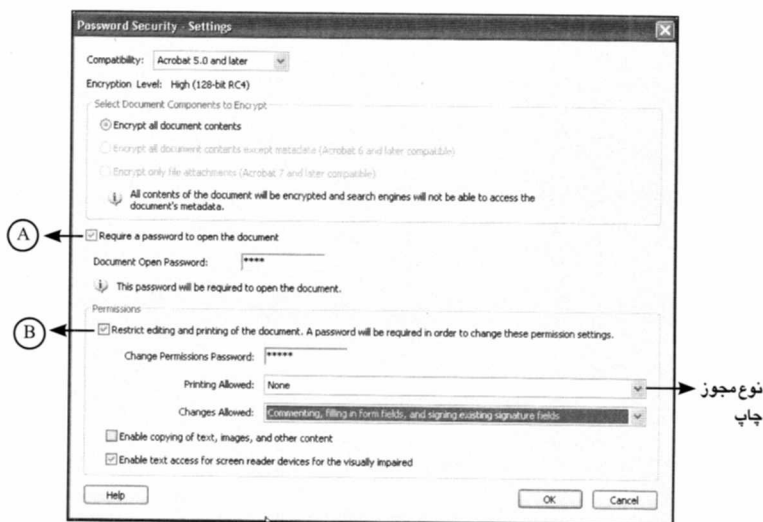 Password Security - Settings
Compatibility: Acrobat 5.0 and later
Encryption Level: High (128-bit RC4)
Select Document Components to Encrypt
Encrypt all document contents
Encrypt all document contents except metadata (Acrobat 6 and later compatible)
Encrypt only file attachments (Acrobat 7 and later compatible)
All contents of the document will be encrypted and search engines will not be able to access the
document's metadata.
A
Require a password to open the document
Document Open Password: ****
This password will be required to open the document.
Permissions
B
Restrict editing and printing of the document. A password will be required in order to change these permission settings.
Change Permissions Password: *****
Printing Allowed: None
نوع مجوز
چاپ
Changes Allowed: Commenting, filling in form fields, and signing existing signature fields
Enable copying of text, images, and other content
Enable text access for screen reader devices for the visually impaired
Help
OK
Cancel